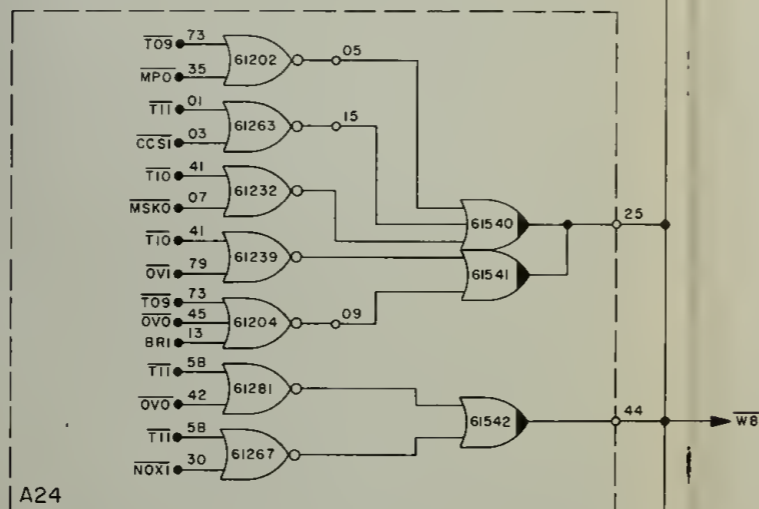 T09 73
61202
05
MP0 35
T11 01
61263
15
CCS1 03
T10 41
61232
MSK0 07
61540
25
T10 41
61239
61541
OV1 79
T09 73
OV0 45
61204
09
BR1 13
T11 58
61281
OV0 42
61542
44
W8
T11 58
61267
NOX1 30
A24